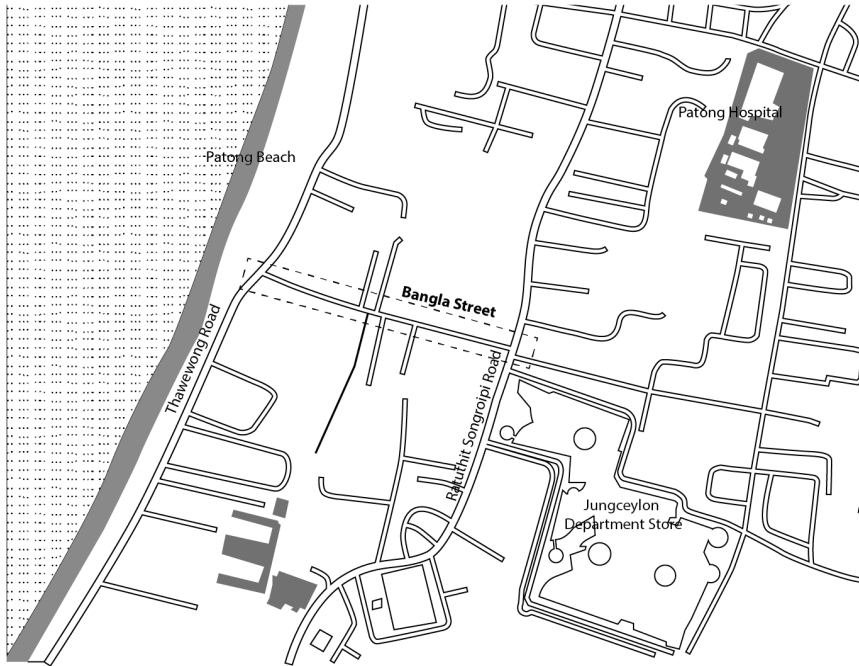 Patong Hospital
Patong Beach
Bangla Street
Thawewong Road
Ratuthit Songroipi Road
Jungceylon
Department Store